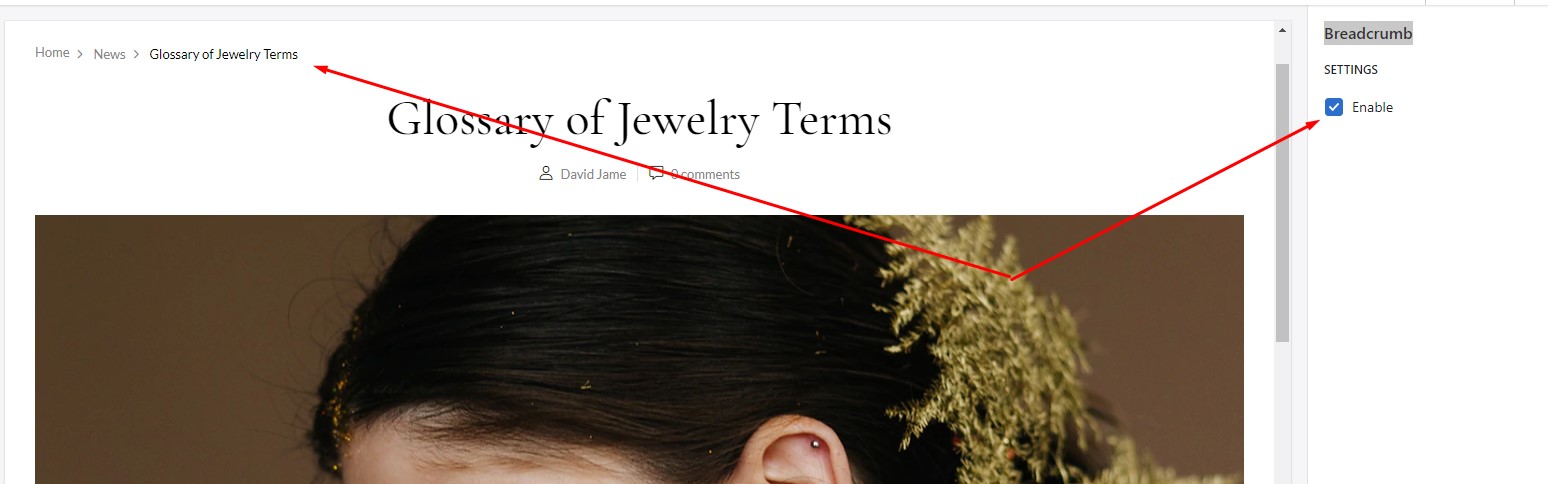 Home > News > Glossary of Jewelry Terms
Glossary of Jewelry Terms
David Jame | 0 comments
Breadcrumb
SETTINGS
Enable